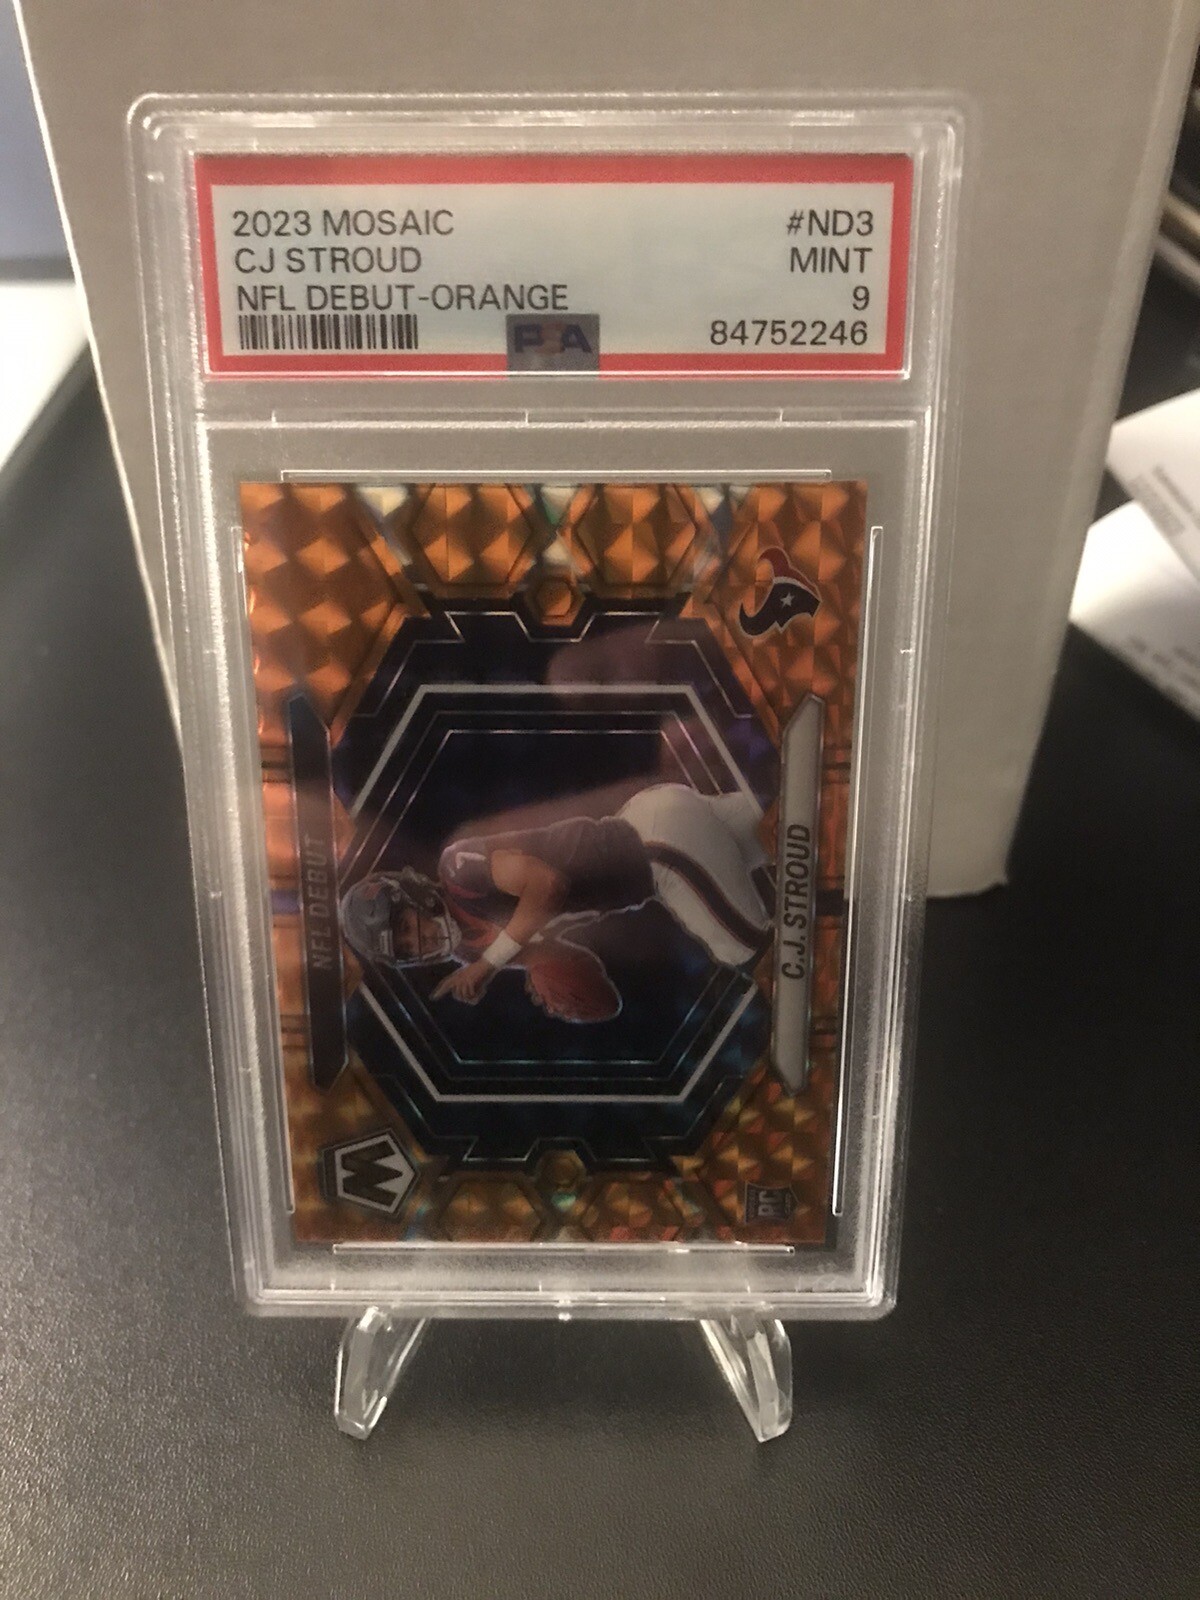 2023 MOSAIC #ND3
CJ STROUD MINT
NFL DEBUT-ORANGE 9
84752246
PSA
NFL DEBUT
C.J. STROUD
M
RC